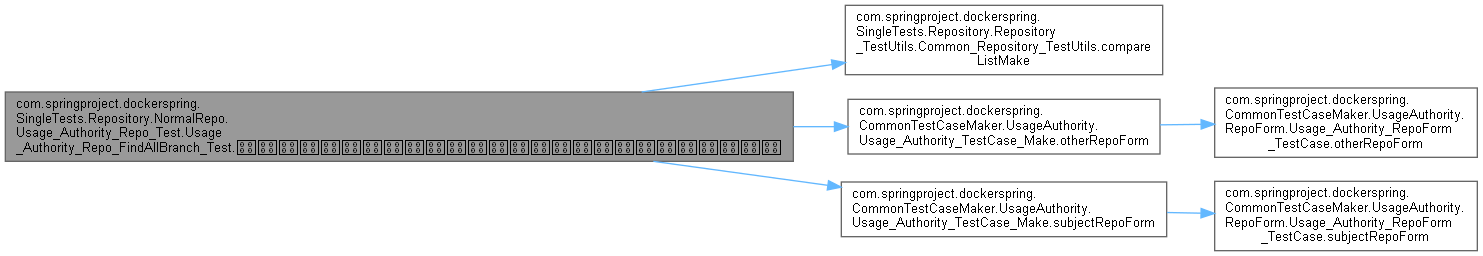 com.springproject.dockerspring.
SingleTests.Repository.Repository
_TestUtils.Common_Repository_TestUtils.compare
ListMake
com.springproject.dockerspring.
SingleTests.Repository.NormalRepo.
Usage_Authority_Repo_Test.Usage
_Authority_Repo_FindAllBranch_Test.
com.springproject.dockerspring.
CommonTestCaseMaker.UsageAuthority.
Usage_Authority_TestCase_Make.otherRepoForm
com.springproject.dockerspring.
CommonTestCaseMaker.UsageAuthority.
RepoForm.Usage_Authority_RepoForm
_TestCase.otherRepoForm
com.springproject.dockerspring.
CommonTestCaseMaker.UsageAuthority.
Usage_Authority_TestCase_Make.subjectRepoForm
com.springproject.dockerspring.
CommonTestCaseMaker.UsageAuthority.
RepoForm.Usage_Authority_RepoForm
_TestCase.subjectRepoForm